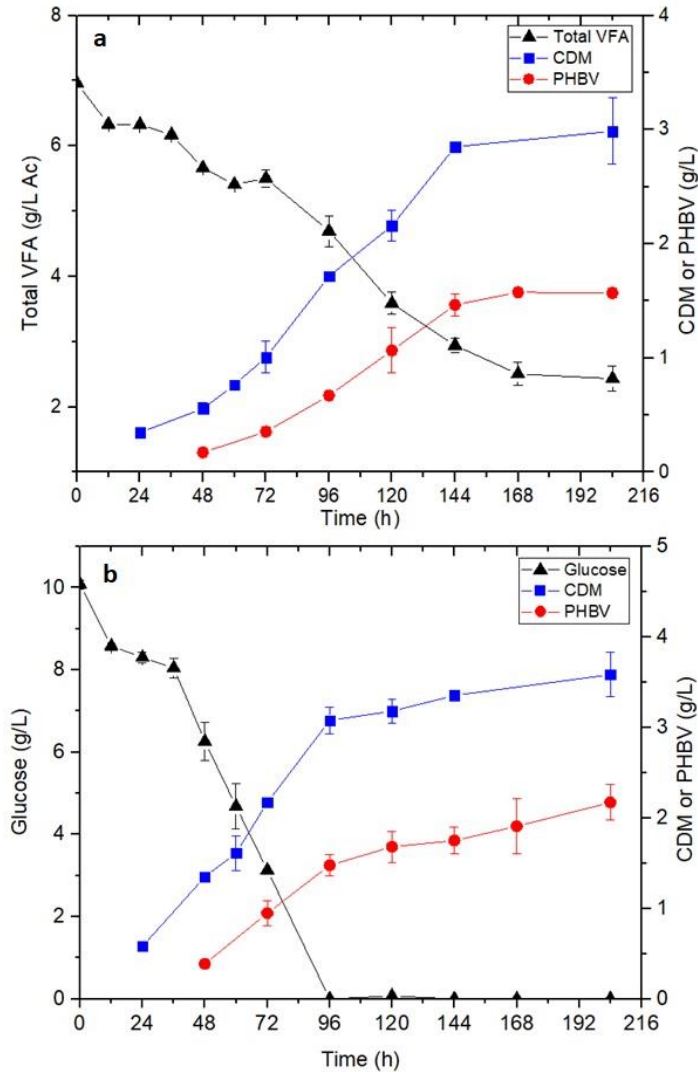 a
Total VFA
CDM
PHBV
8
6
4
2
Total VFA (g/L Ac)
4
3
2
1
0
CDM or PHBV (g/L)
0 24 48 72 96 120 144 168 192 216
Time (h)
b
Glucose
CDM
PHBV
10
8
6
4
2
0
Glucose (g/L)
5
4
3
2
1
0
CDM or PHBV (g/L)
0 24 48 72 96 120 144 168 192 216
Time (h)